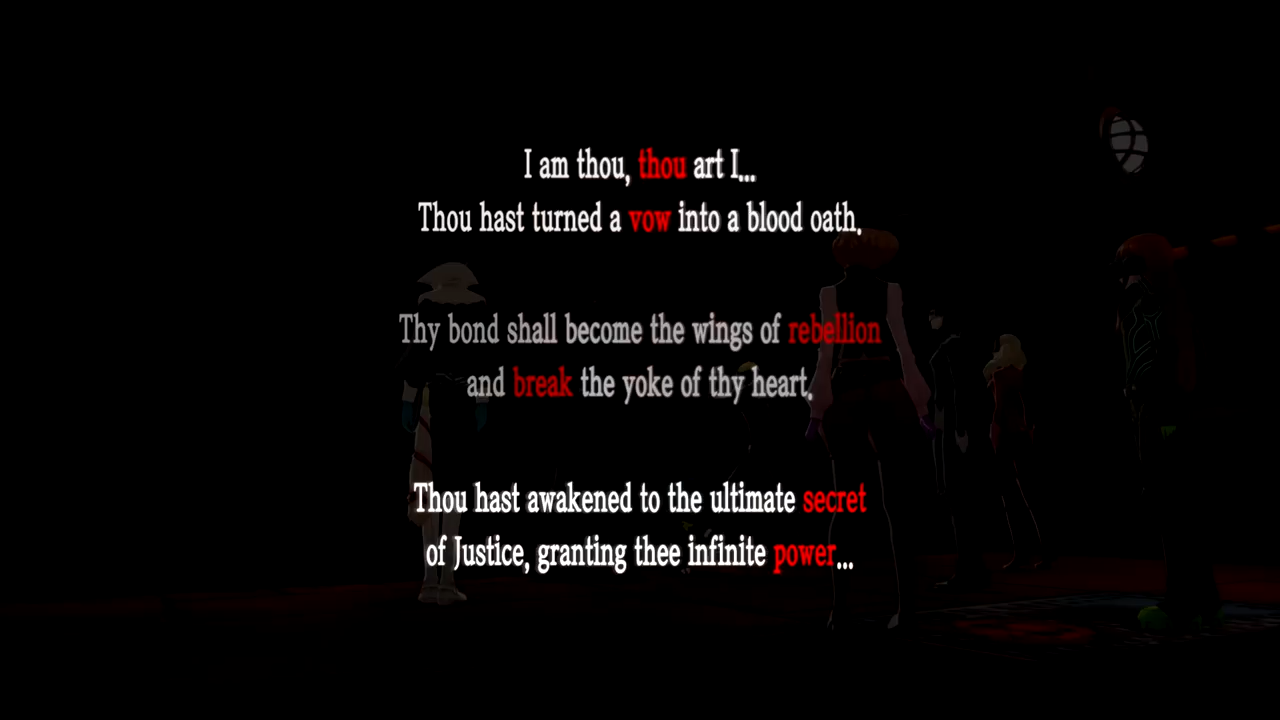 I am thou, thou art I...
Thou hast turned a vow into a blood oath.
Thy bond shall become the wings of rebellion
and break the yoke of thy heart.
Thou hast awakened to the ultimate secret
of Justice, granting thee infinite power...